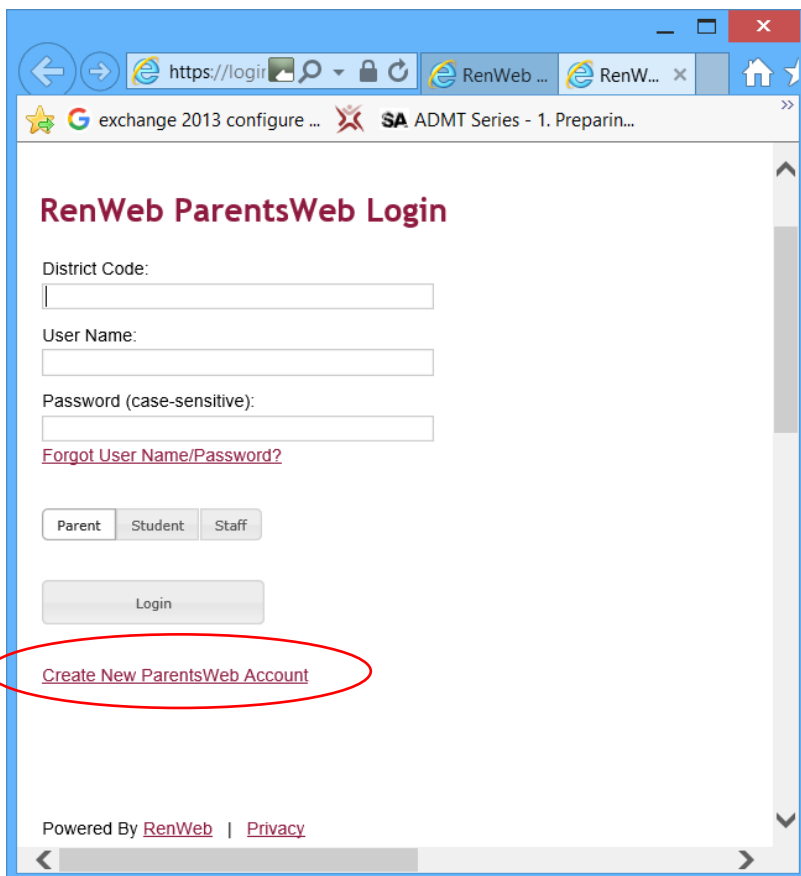 https://login
RenWeb ...
RenW...
exchange 2013 configure ...
SA ADMT Series - 1. Preparin...
RenWeb ParentsWeb Login
District Code:
User Name:
Password (case-sensitive):
Forgot User Name/Password?
Parent Student Staff
Login
Create New ParentsWeb Account
Powered By RenWeb | Privacy